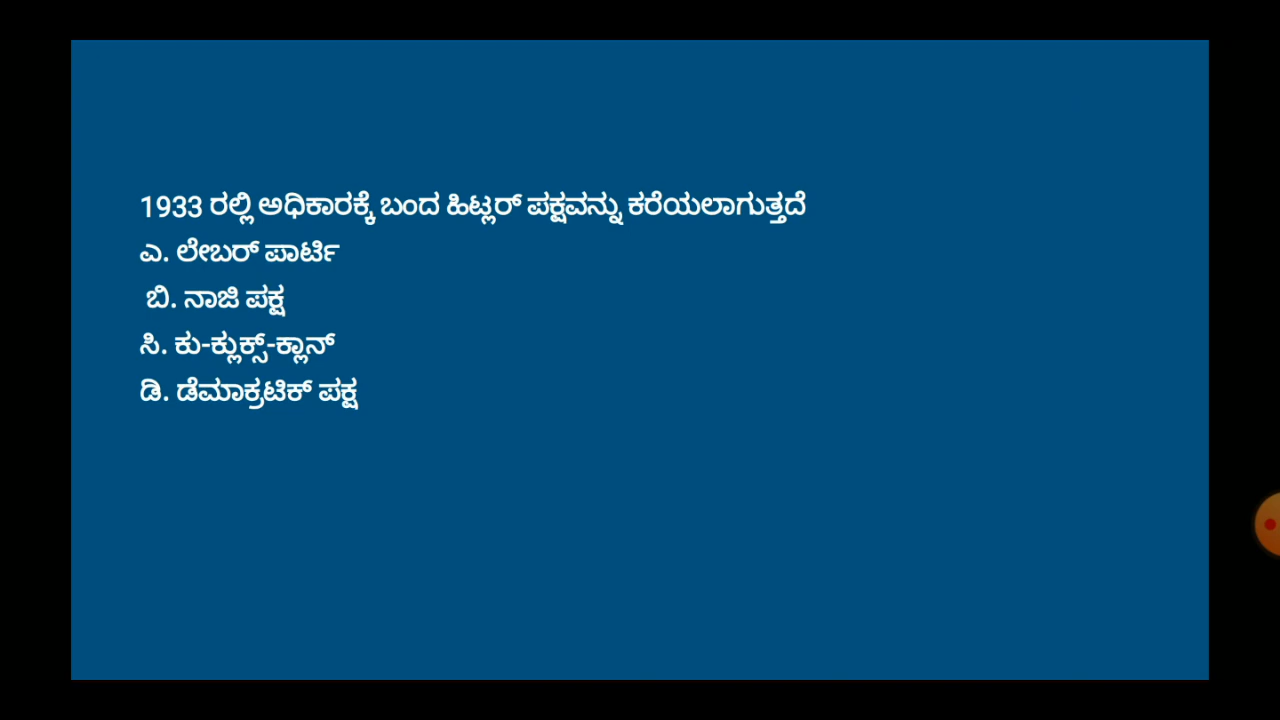 1933 ರಲ್ಲಿ ಅಧಿಕಾರಕ್ಕೆ ಬಂದ ಹಿಟ್ಲರ್ ಪಕ್ಷವನ್ನು ಕರೆಯಲಾಗುತ್ತದೆ
ಎ. ಲೇಬರ್ ಪಾರ್ಟಿ
ಬಿ. ನಾಜಿ ಪಕ್ಷ
ಸಿ. ಕು-ಕ್ಲುಕ್ಸ್-ಕ್ಲಾನ್
ಡಿ. ಡೆಮಾಕ್ರಟಿಕ್ ಪಕ್ಷ